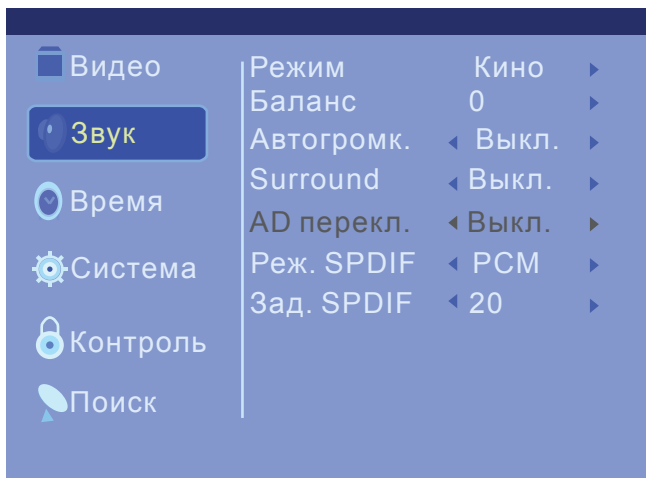 Видео
Звук
Время
Система
Контроль
Поиск
Режим Кино
Баланс 0
Автогромк. Выкл.
Surround Выкл.
AD перекл. Выкл.
Реж. SPDIF PCM
Зад. SPDIF 20